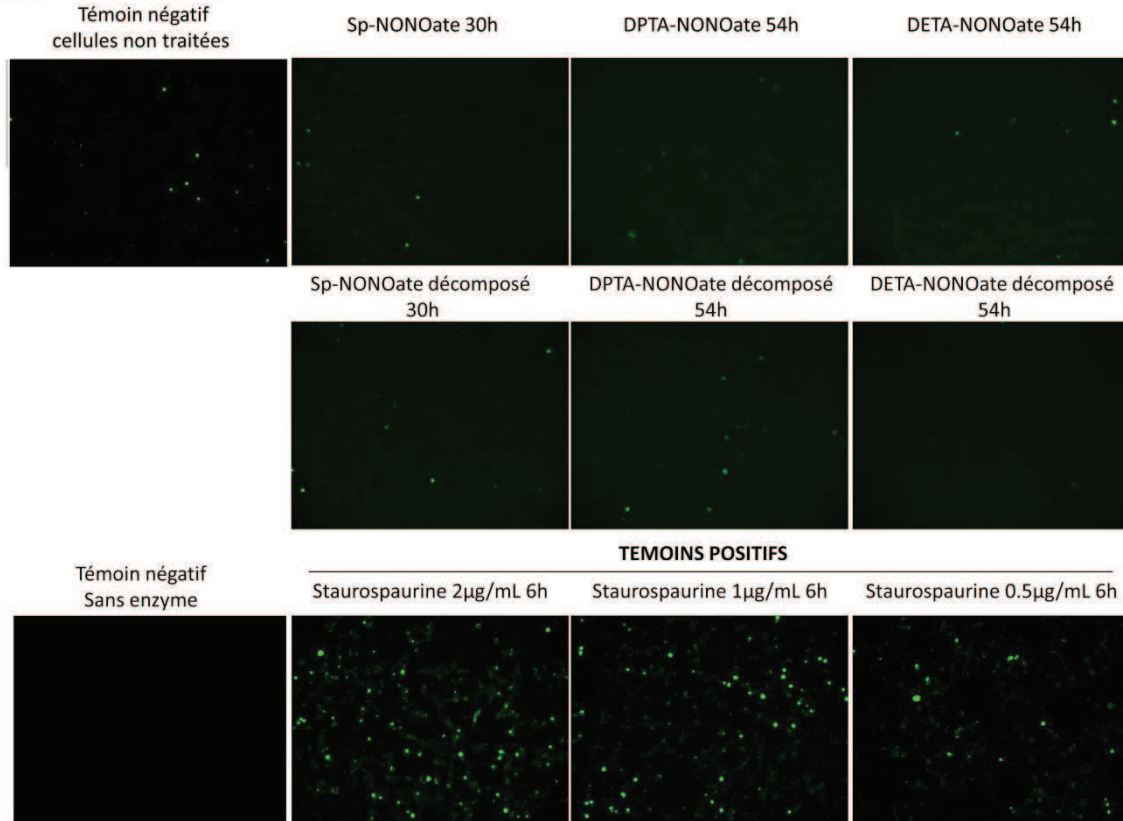 Témoin négatif
cellules non traitées
Sp-NONOate 30h
DPTA-NONOate 54h
DETA-NONOate 54h
Sp-NONOate décomposé
30h
DPTA-NONOate décomposé
54h
DETA-NONOate décomposé
54h
TEMOINS POSITIFS
Témoin négatif
Sans enzyme
Staurospaurine 2µg/mL 6h
Staurospaurine 1µg/mL 6h
Staurospaurine 0.5µg/mL 6h